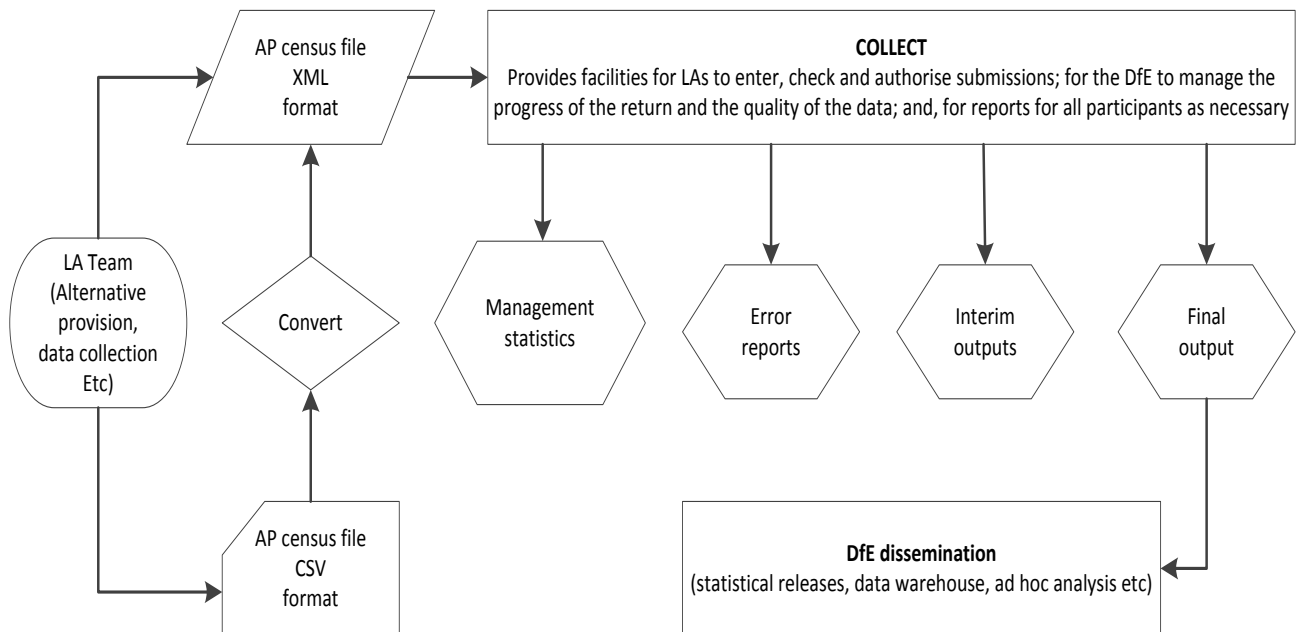 AP census file
XML
format
COLLECT
Provides facilities for LAs to enter, check and authorise submissions; for the DfE to manage the
progress of the return and the quality of the data; and, for reports for all participants as necessary
LA Team
(Alternative
provision,
data collection
Etc)
Convert
Management
statistics
Error
reports
Interim
outputs
Final
output
AP census file
CSV
format
DfE dissemination
(statistical releases, data warehouse, ad hoc analysis etc)